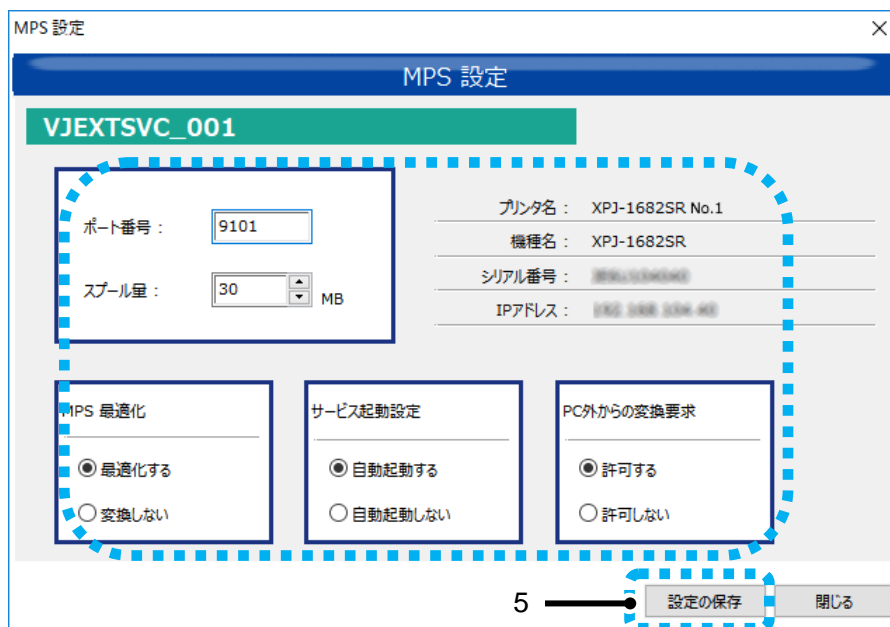 MPS 設定
MPS 設定
VJEXTSVC_001
ポート番号 :
9101
スプール量 :
30
MB
プリンタ名 : XPJ-1682SR No.1
機種名 : XPJ-1682SR
シリアル番号 :
IPアドレス :
MPS 最適化
最適化する
変換しない
サービス起動設定
自動起動する
自動起動しない
PC外からの変換要求
許可する
許可しない
5
設定の保存
閉じる